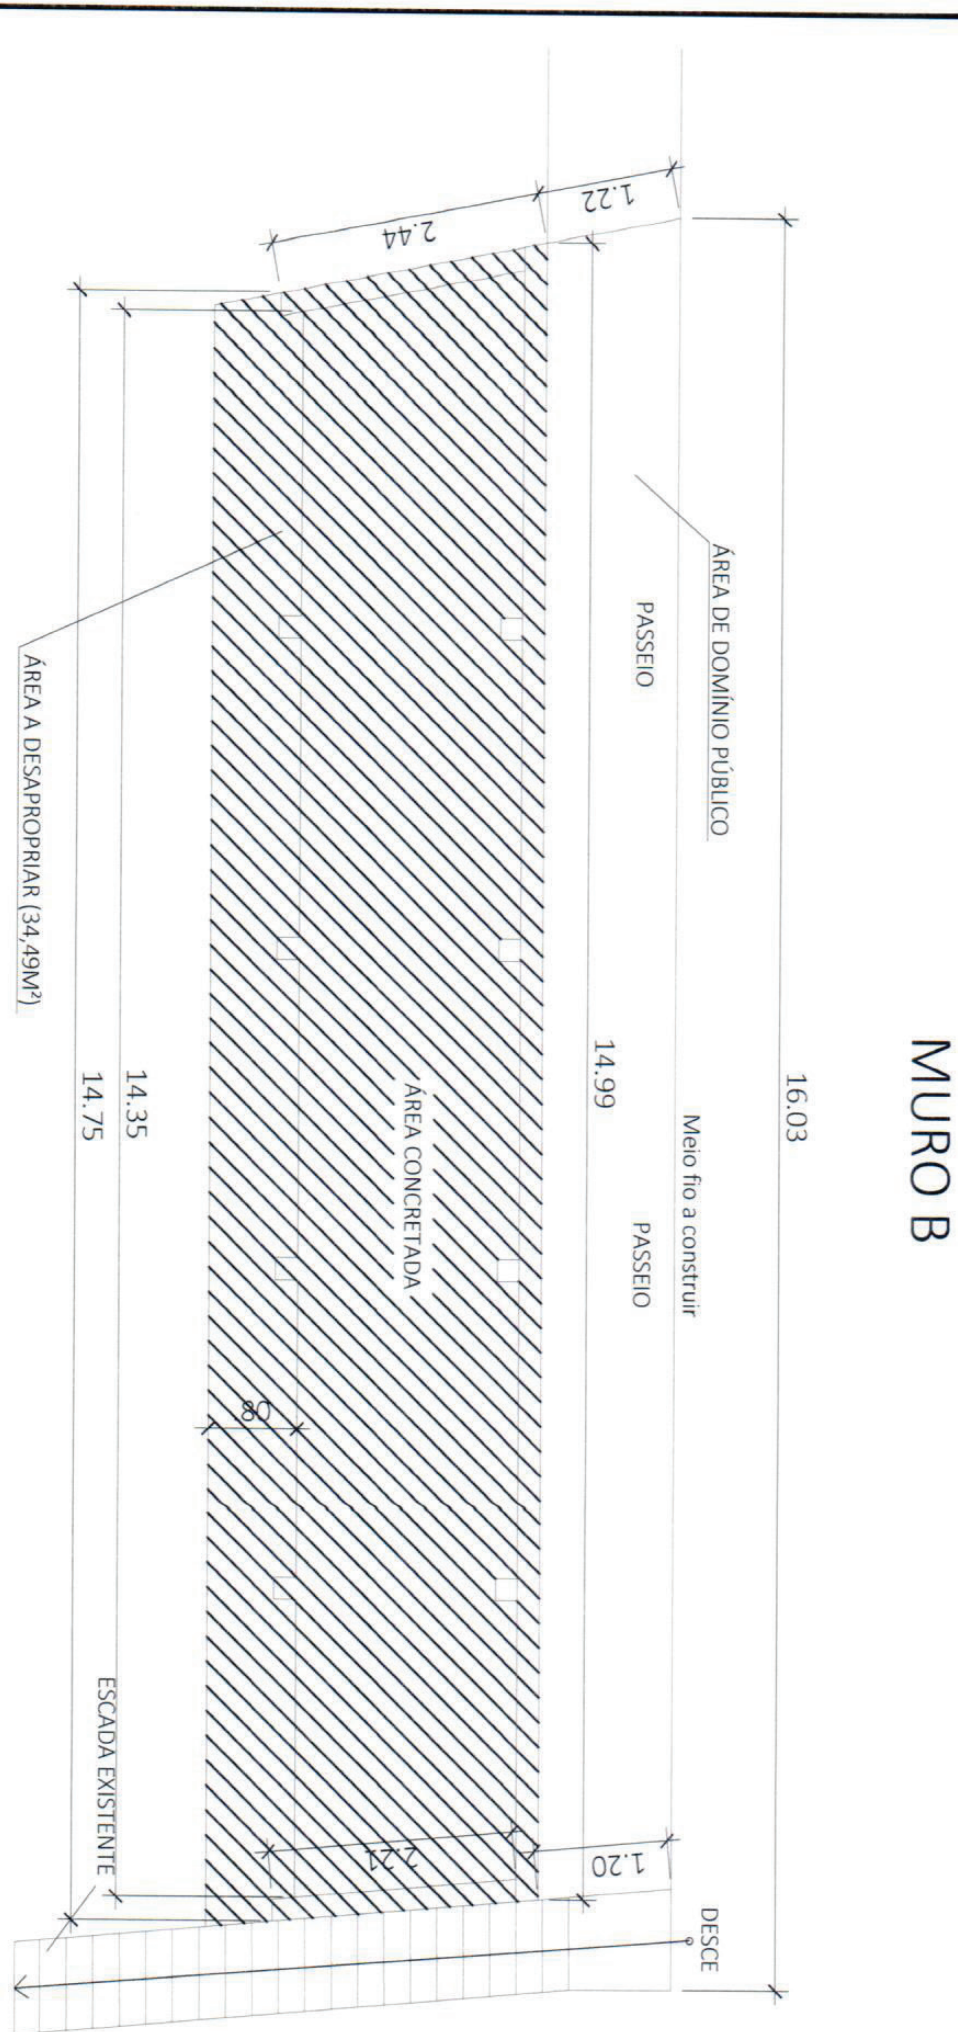 MURO B
16.03
Meio fio a construir
ÁREA DE DOMÍNIO PÚBLICO
PASSEIO
PASSEIO
DESCE
14.99
1.22
1.20
2.44
ÁREA CONCRETADA
2.21
80
14.35
14.75
ESCADA EXISTENTE
ÁREA A DESAPROPRIAR (34,49M²)